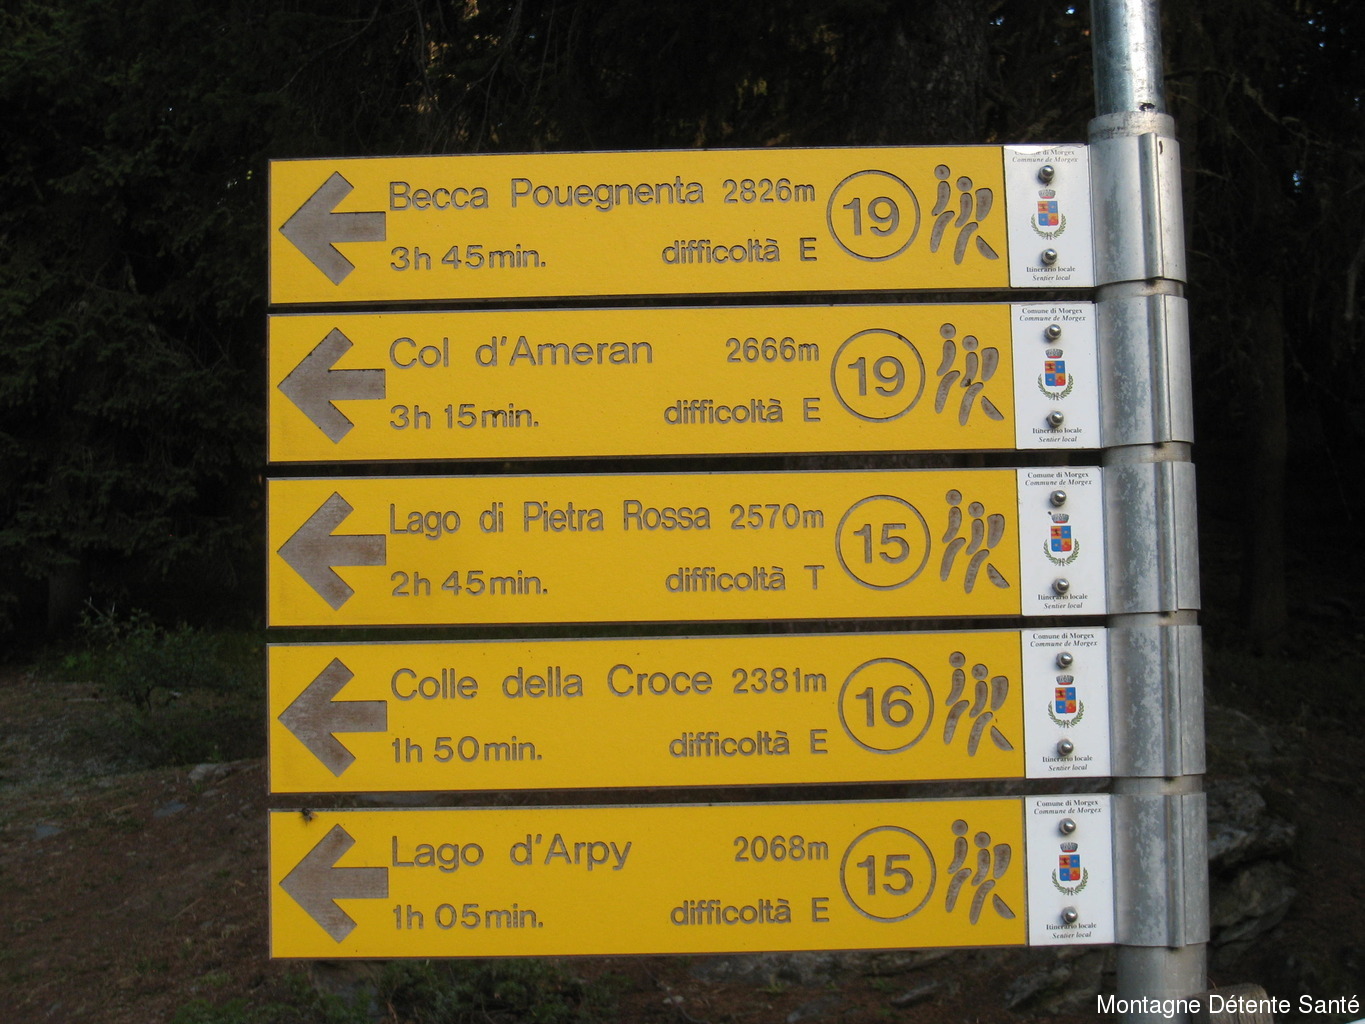 Comune di Morgex
Commune de Morgex
Becca Pouegnenta 2826m
19
3h 45min. difficoltà E
Itinerario locale
Sentier local
Comune di Morgex
Commune de Morgex
Col d'Ameran 2666m
19
3h 15min. difficoltà E
Itinerario locale
Sentier local
Comune di Morgex
Commune de Morgex
Lago di Pietra Rossa 2570m
15
2h 45min. difficoltà T
Itinerario locale
Sentier local
Comune di Morgex
Commune de Morgex
Colle della Croce 2381m
16
1h 50min. difficoltà E
Itinerario locale
Sentier local
Comune di Morgex
Commune de Morgex
Lago d'Arpy 2068m
15
1h 05min. difficoltà E
Itinerario locale
Sentier local
Montagne Détente Santé